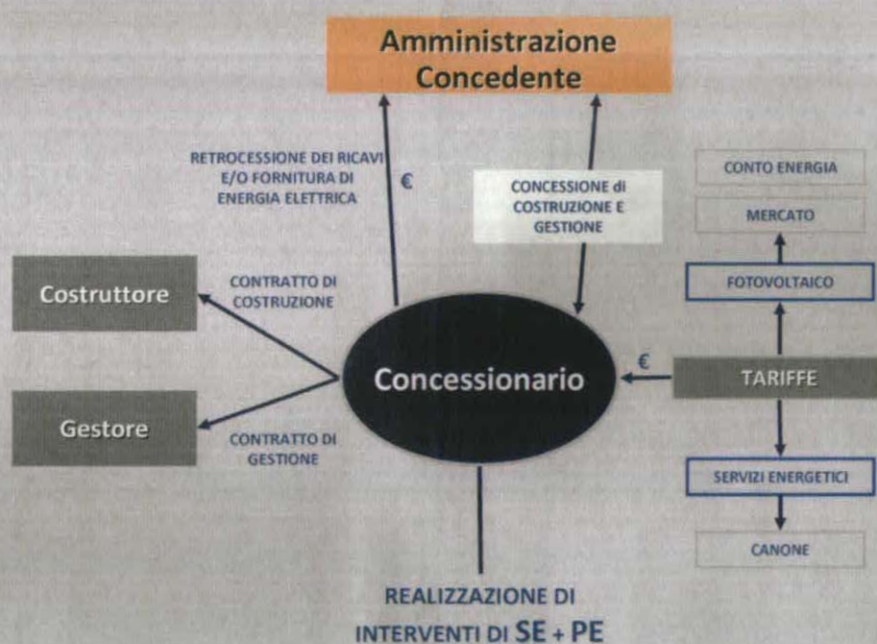 Amministrazione
Concedente
RETROCESSIONE DEI RICAVI
E/O FORNITURA DI
ENERGIA ELETTRICA
€
CONCESSIONE di
COSTRUZIONE E
GESTIONE
CONTO ENERGIA
MERCATO
FOTOVOLTAICO
Costruttore
CONTRATTO DI
COSTRUZIONE
Concessionario
€
TARIFFE
Gestore
CONTRATTO DI
GESTIONE
SERVIZI ENERGETICI
CANONE
REALIZZAZIONE DI
INTERVENTI DI SE + PE